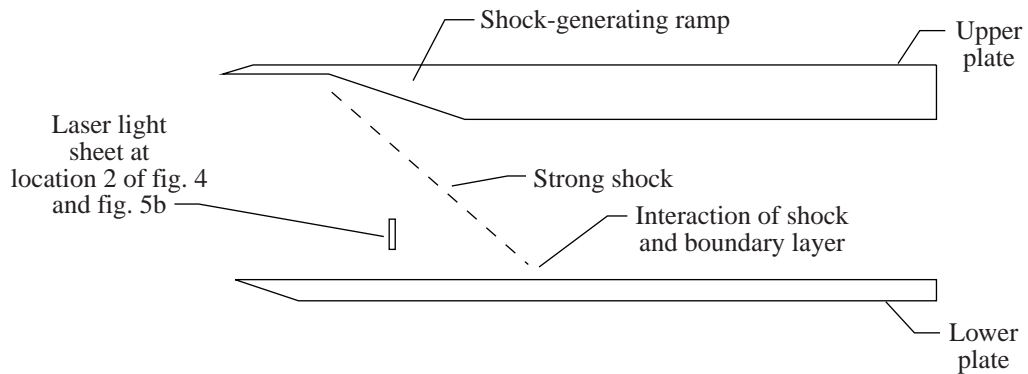 Shock-generating ramp
Upper
plate
Laser light
sheet at
location 2 of fig. 4
and fig. 5b
Strong shock
Interaction of shock
and boundary layer
Lower
plate